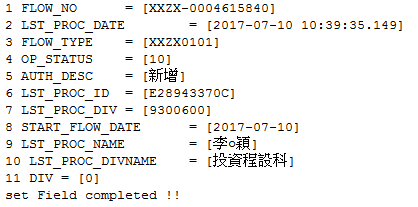 1 FLOW_NO      = [XXZX-0004615840]
2 LST_PROC_DATE        = [2017-07-10 10:39:35.149]
3 FLOW_TYPE    = [XXZX0101]
4 OP_STATUS    = [10]
5 AUTH_DESC    = [新增]
6 LST_PROC_ID  = [E28943370C]
7 LST_PROC_DIV = [9300600]
8 START_FLOW_DATE      = [2017-07-10]
9 LST_PROC_NAME        = [李○穎]
10 LST_PROC_DIVNAME    = [投資程設科]
11 DIV = [0]
set Field completed !!